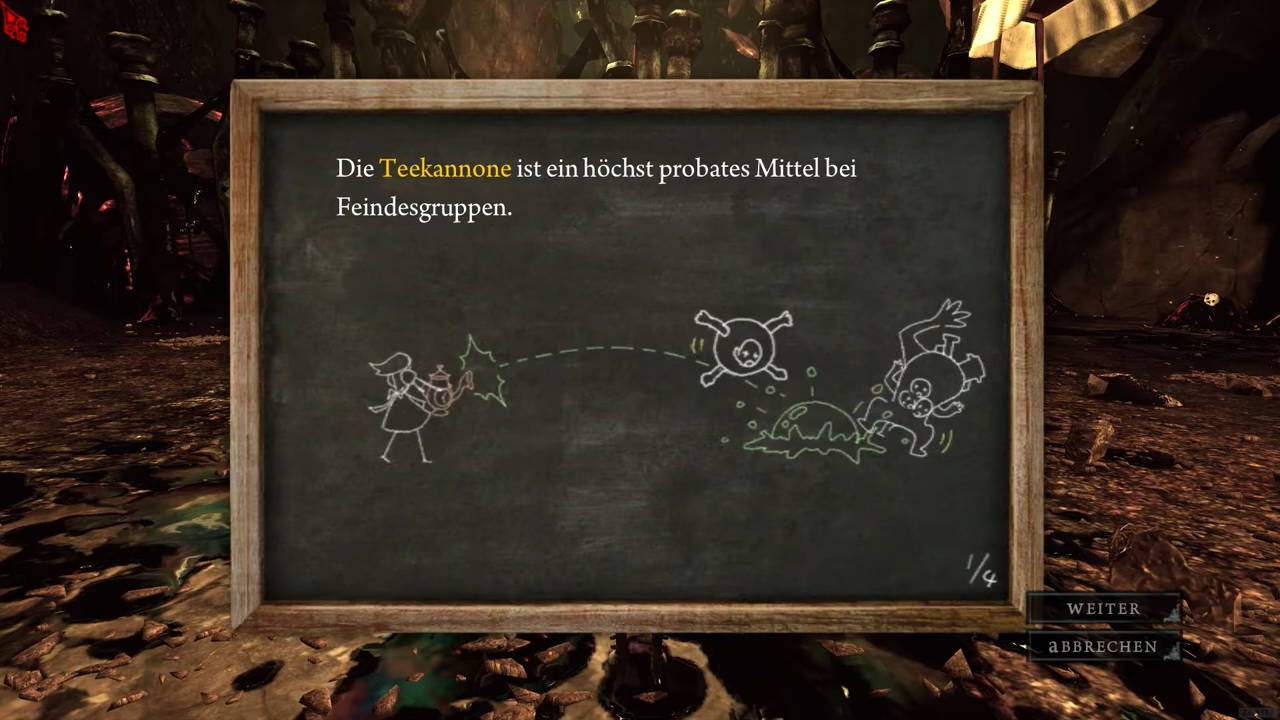 Die Teekannone ist ein höchst probates Mittel bei
Feindesgruppen.
1/4
WEITER
aBBRECHEN